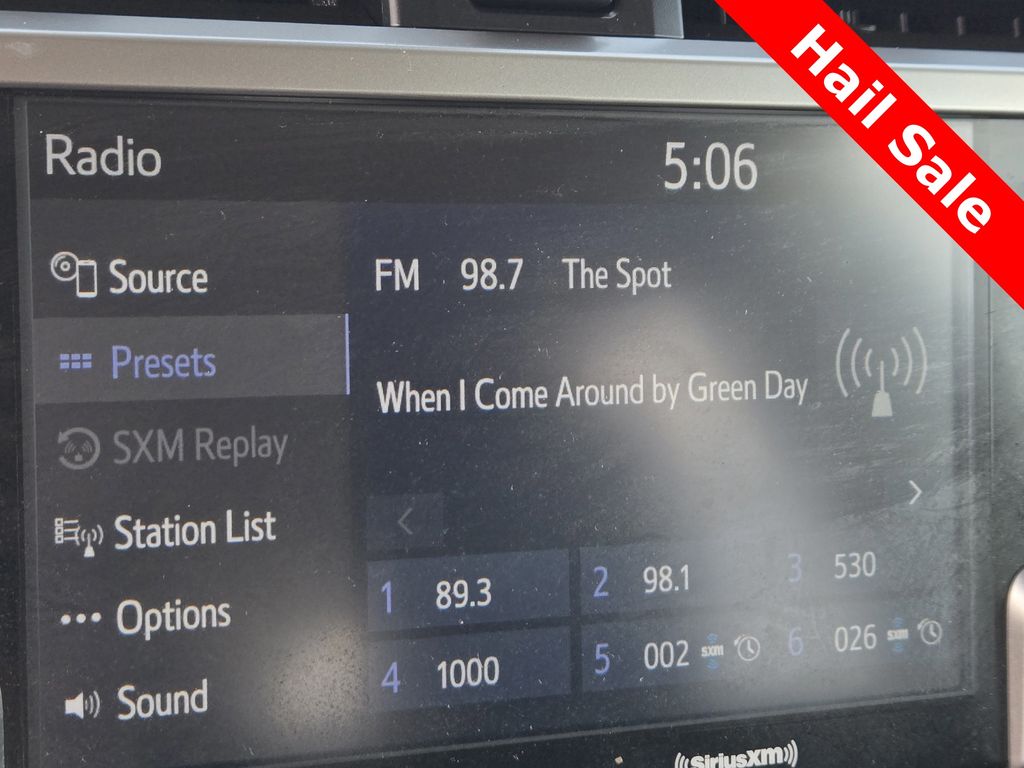 Hail Sale
Radio
5:06
Source
FM 98.7 The Spot
Presets
When I Come Around by Green Day
SXM Replay
Station List
1 89.3
2 98.1
3 530
Options
4 1000
5 002 sxm
6 026 sxm
Sound
((SiriusXM))